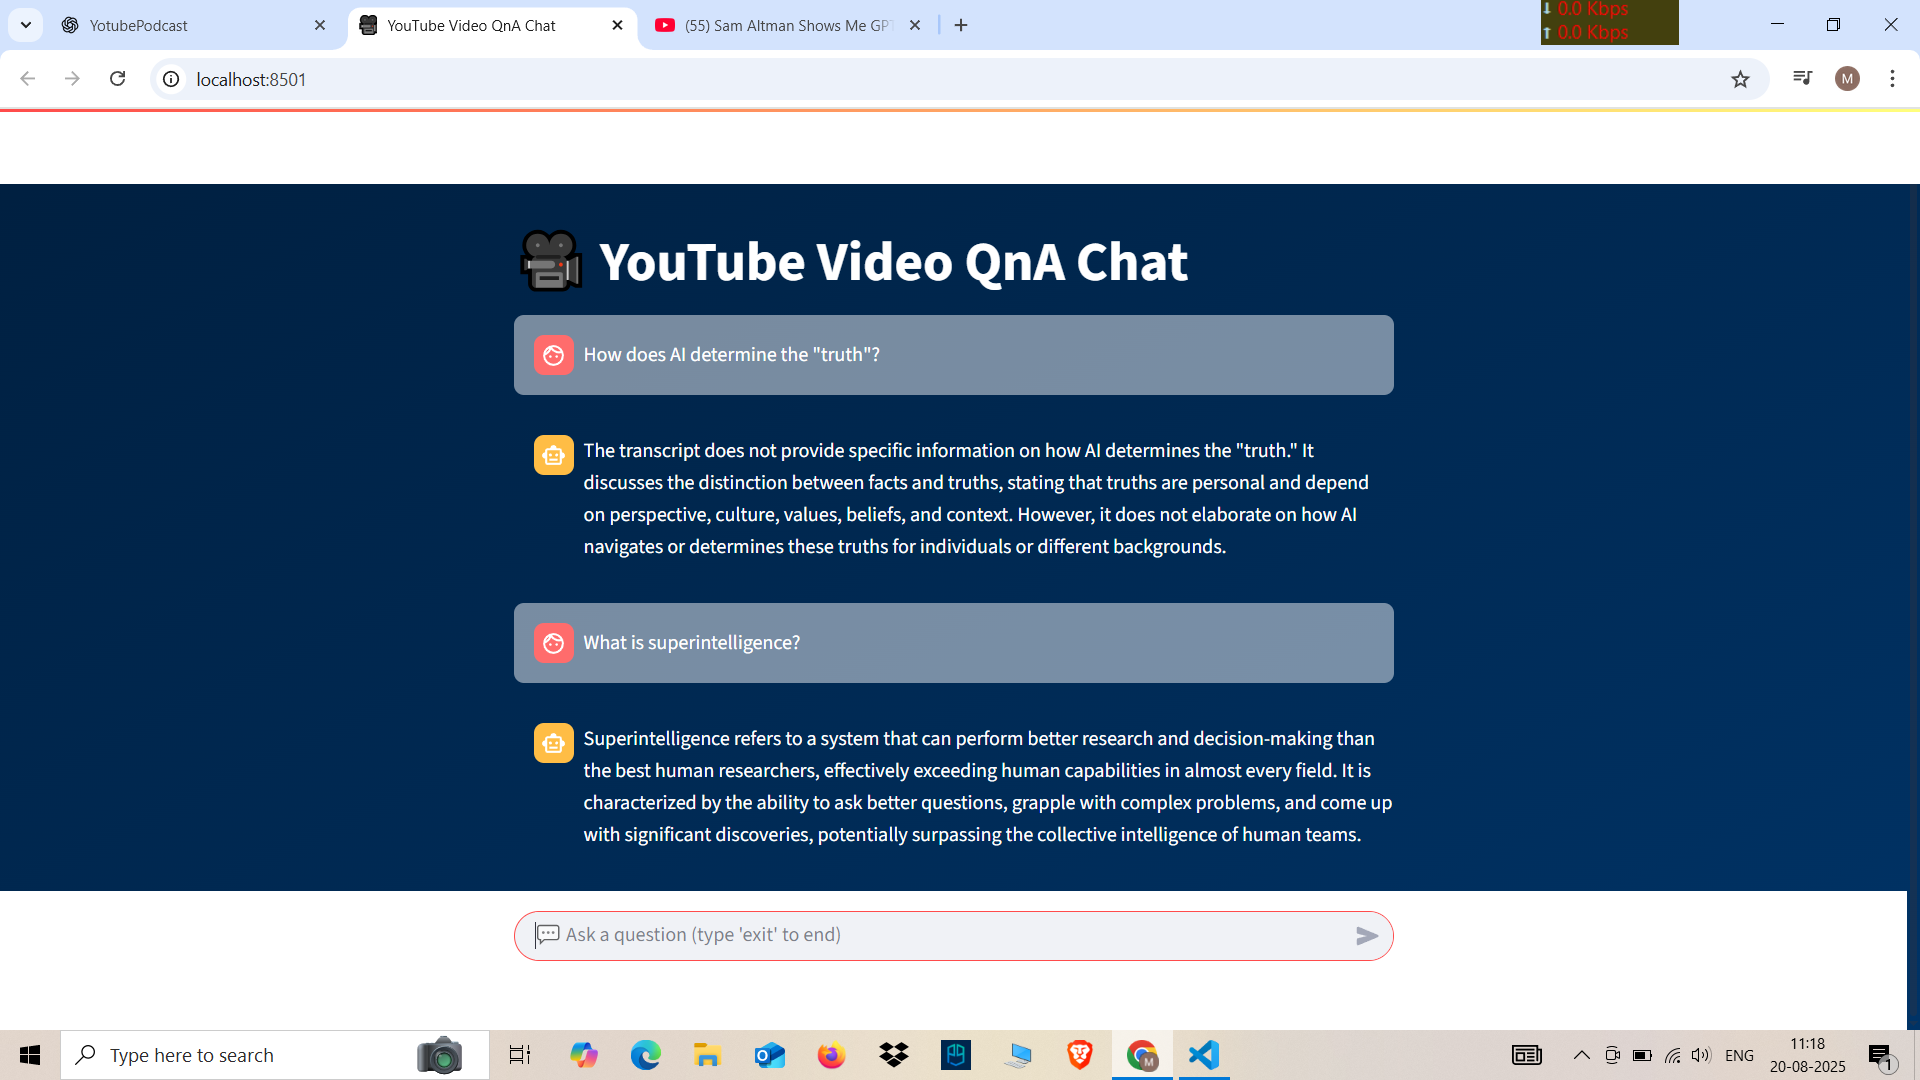 YotubePodcast
YouTube Video QnA Chat
(55) Sam Altman Shows Me GP
↓ 0.0 Kbps
↑ 0.0 Kbps
localhost:8501
M
YouTube Video QnA Chat
How does AI determine the "truth"?
The transcript does not provide specific information on how AI determines the "truth." It
discusses the distinction between facts and truths, stating that truths are personal and depend
on perspective, culture, values, beliefs, and context. However, it does not elaborate on how AI
navigates or determines these truths for individuals or different backgrounds.
What is superintelligence?
Superintelligence refers to a system that can perform better research and decision-making than
the best human researchers, effectively exceeding human capabilities in almost every field. It is
characterized by the ability to ask better questions, grapple with complex problems, and come up
with significant discoveries, potentially surpassing the collective intelligence of human teams.
Ask a question (type 'exit' to end)
Type here to search
M
ENG
11:18
20-08-2025
1